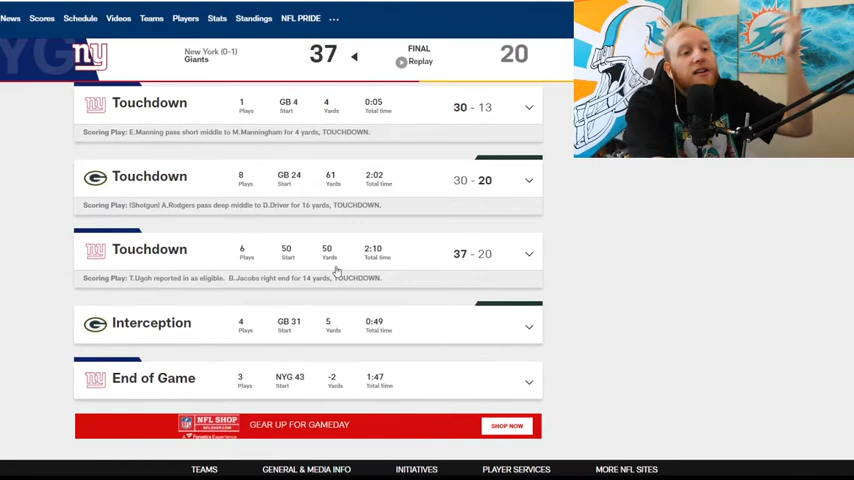 News Scores Schedule Videos Teams Players Stats Standings NFL PRIDE ...
New York (0-1)
Giants
37
FINAL
Replay
20
Touchdown 1 GB 4 4 0:05 30 - 13
Plays Start Yards Total time
Scoring Play: E.Manning pass short middle to M.Manningham for 4 yards, TOUCHDOWN.
Touchdown 8 GB 24 61 2:02 30 - 20
Plays Start Yards Total time
Scoring Play: (Shotgun) A.Rodgers pass deep middle to D.Driver for 16 yards, TOUCHDOWN.
Touchdown 6 50 50 2:10 37 - 20
Plays Start Yards Total time
Scoring Play: T.Ugoh reported in as eligible. B.Jacobs right end for 14 yards, TOUCHDOWN.
Interception 4 GB 31 5 0:49
Plays Start Yards Total time
End of Game 3 NYG 43 -2 1:47
Plays Start Yards Total time
NFL SHOP
GEAR UP FOR GAMEDAY
SHOP NOW
TEAMS GENERAL & MEDIA INFO INITIATIVES PLAYER SERVICES MORE NFL SITES